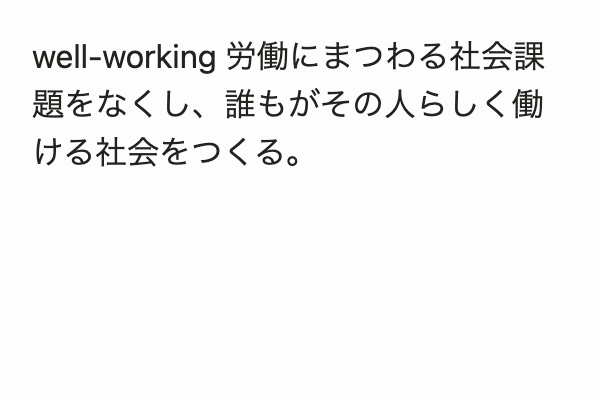 well-working 労働にまつわる社会課
題をなくし、誰もがその人らしく働
ける社会をつくる。